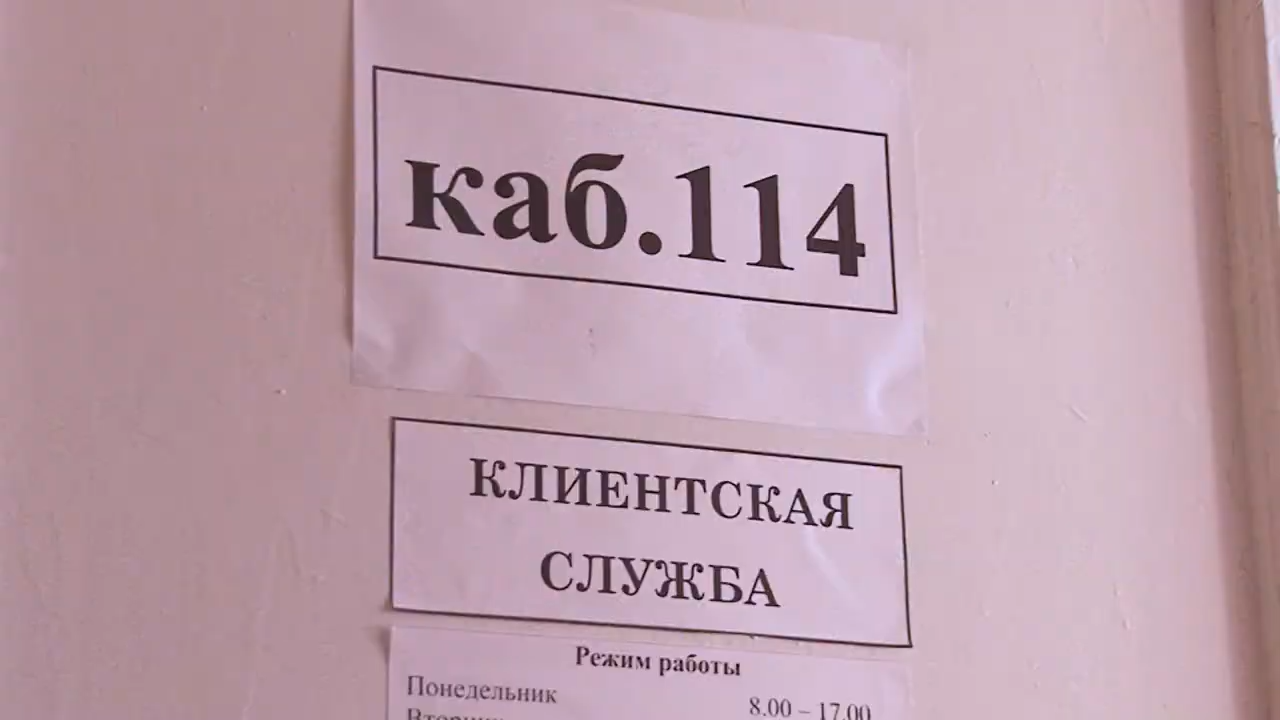 каб.114
КЛИЕНТСКАЯ
СЛУЖБА
Режим работы
Понедельник 8.00 – 17.00